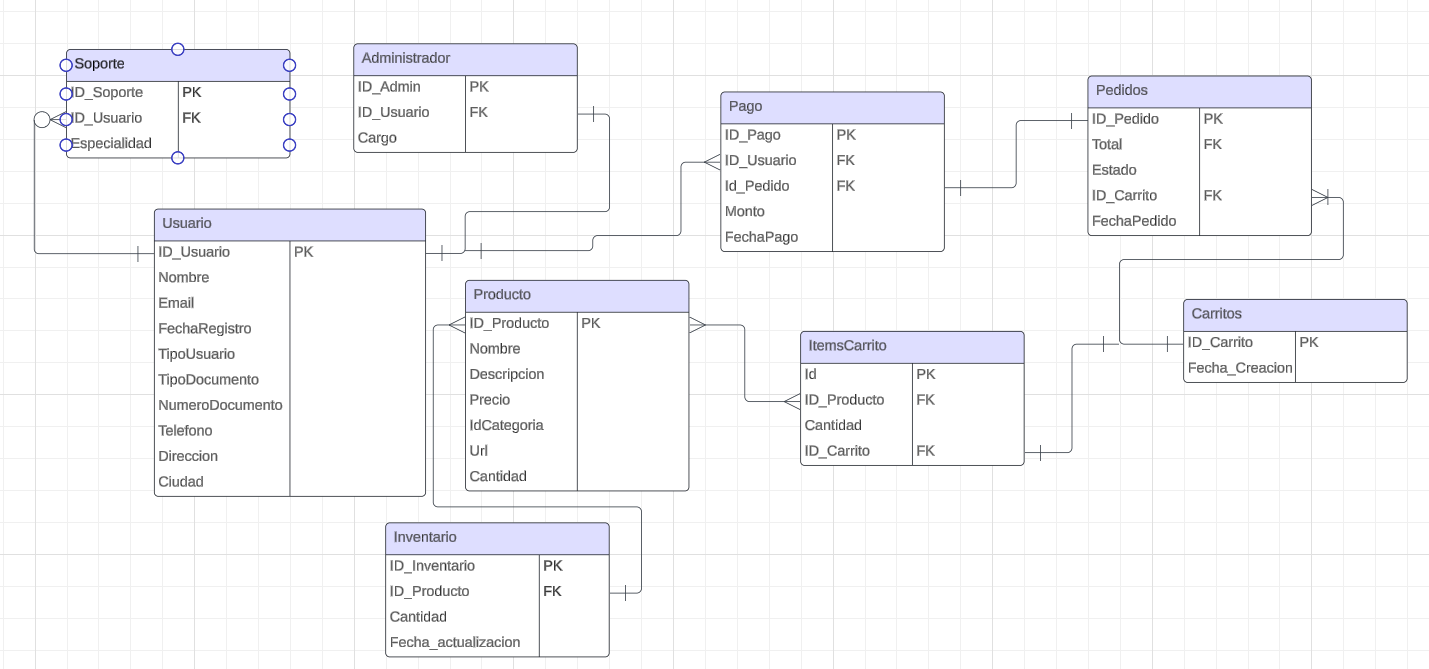 Soporte
ID_Soporte PK
ID_Usuario FK
Especialidad
Administrador
ID_Admin PK
ID_Usuario FK
Cargo
Pago
ID_Pago PK
ID_Usuario FK
Id_Pedido FK
Monto
FechaPago
Pedidos
ID_Pedido PK
Total FK
Estado
ID_Carrito FK
FechaPedido
Usuario
ID_Usuario PK
Nombre
Email
FechaRegistro
TipoUsuario
TipoDocumento
NumeroDocumento
Telefono
Direccion
Ciudad
Producto
ID_Producto PK
Nombre
Descripcion
Precio
IdCategoria
Url
Cantidad
ItemsCarrito
Id PK
ID_Producto FK
Cantidad
ID_Carrito FK
Carritos
ID_Carrito PK
Fecha_Creacion
Inventario
ID_Inventario PK
ID_Producto FK
Cantidad
Fecha_actualizacion